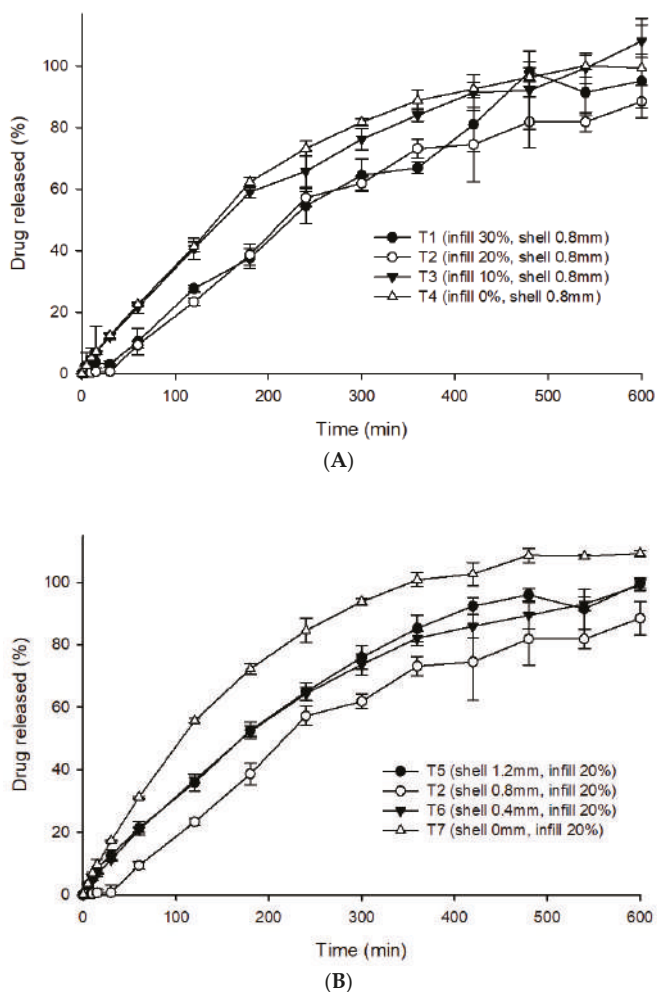 Drug released (%)
100
80
60
40
20
0
T1 (infill 30%, shell 0.8mm)
T2 (infill 20%, shell 0.8mm)
T3 (infill 10%, shell 0.8mm)
T4 (infill 0%, shell 0.8mm)
0 100 200 300 400 500 600
Time (min)
(A)
Drug released (%)
100
80
60
40
20
0
T5 (shell 1.2mm, infill 20%)
T2 (shell 0.8mm, infill 20%)
T6 (shell 0.4mm, infill 20%)
T7 (shell 0mm, infill 20%)
0 100 200 300 400 500 600
Time (min)
(B)